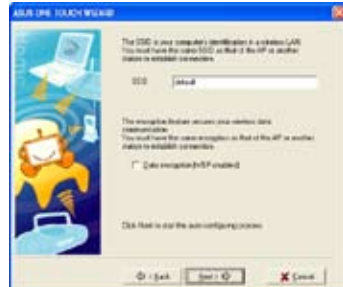 ASUS ONE TOUCH WIZARD
The SSID is your computer's identification in a wireless LAN.
You must have the same SSID as that of the AP or another
station to establish connection.
SSID
default
The encryption feature secures your wireless data
communication.
You must have the same encryption as that of the AP or another
station to establish connection.
Data encryption(WEP enabled)
Click Next to start the auto-configuring process.
< Back
Next >
Cancel